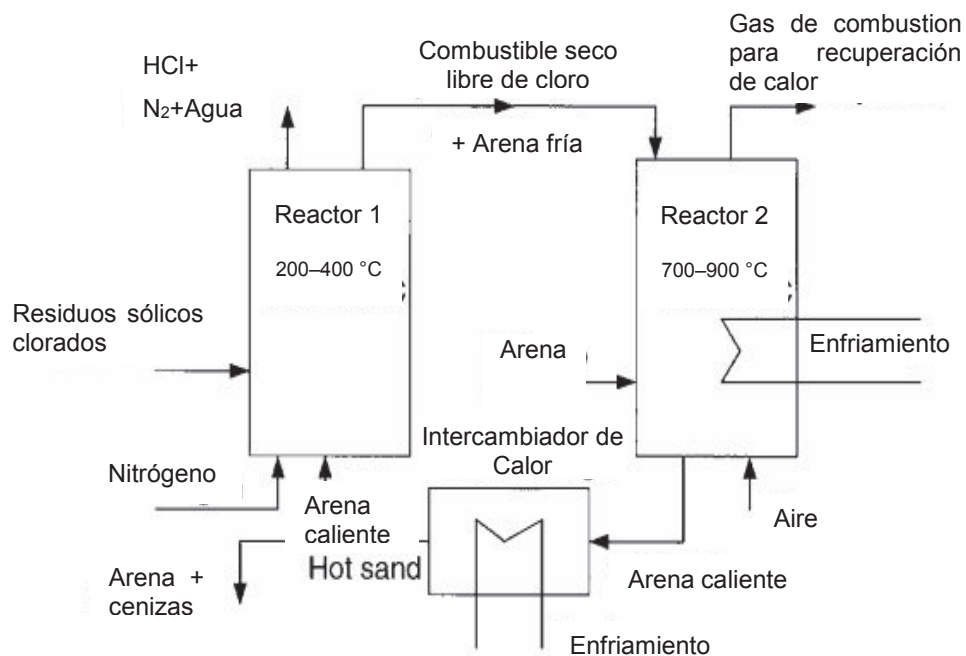 HCl+
N2+Agua
Combustible seco
libre de cloro
+ Arena fría
Gas de combustion
para recuperación
de calor
Reactor 1
200–400 °C
Reactor 2
700–900 °C
Residuos sólicos
clorados
Arena
Enfriamiento
Intercambiador de
Calor
Nitrógeno
Arena
caliente
Hot sand
Aire
Arena +
cenizas
Arena caliente
Enfriamiento